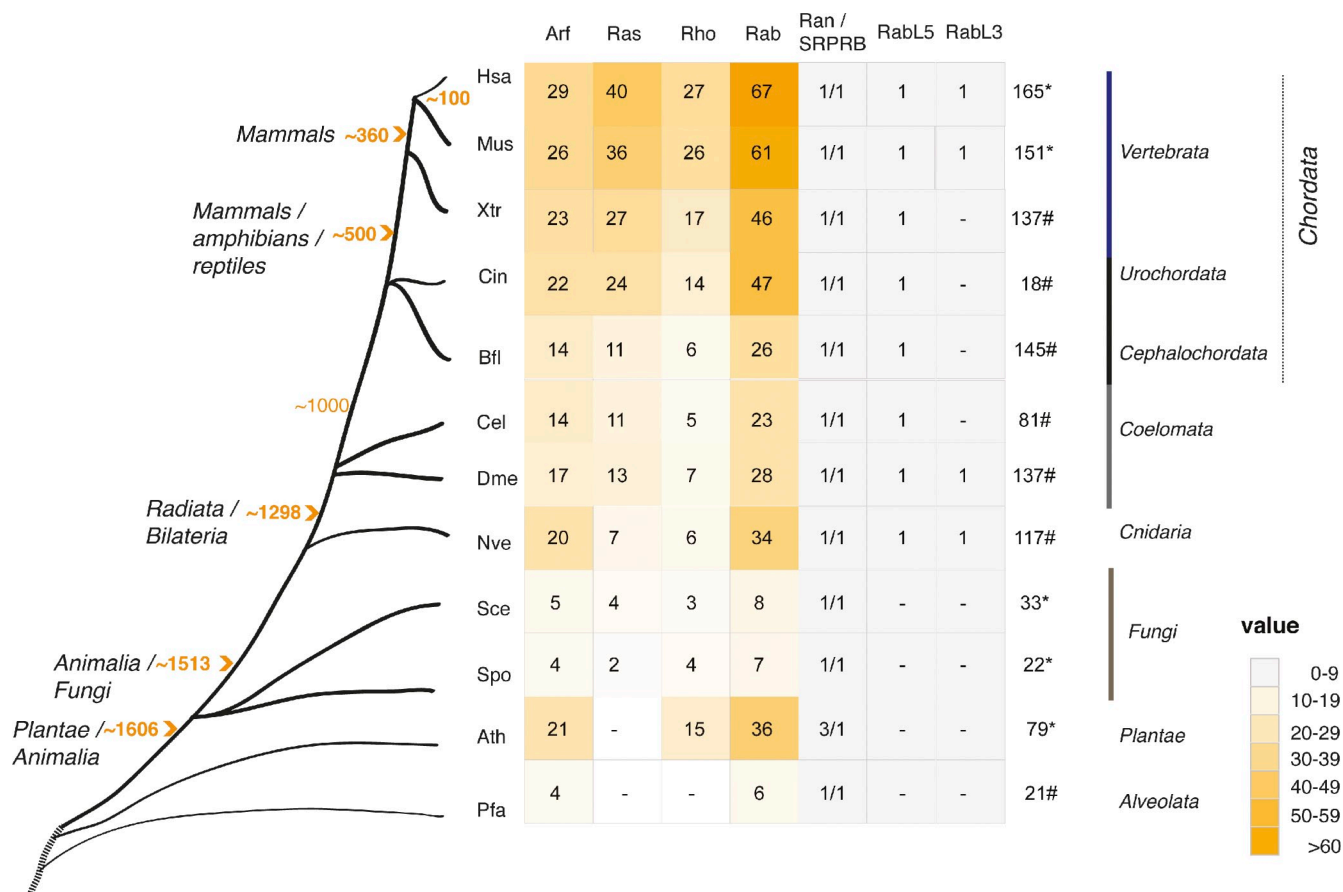 Arf Ras Rho Rab Ran / SRPRB RabL5 RabL3
Hsa 29 40 27 67 1/1 1 1 165*
~100
Mammals ~360
Mus 26 36 26 61 1/1 1 1 151*
Vertebrata
Xtr 23 27 17 46 1/1 1 - 137#
Mammals /
amphibians / ~500
reptiles
Chordata
Cin 22 24 14 47 1/1 1 - 18#
Urochordata
Bfl 14 11 6 26 1/1 1 - 145#
Cephalochordata
~1000
Cel 14 11 5 23 1/1 1 - 81#
Coelomata
Dme 17 13 7 28 1/1 1 1 137#
Radiata / ~1298
Bilateria
Nve 20 7 6 34 1/1 1 1 117#
Cnidaria
Sce 5 4 3 8 1/1 - - 33*
Fungi
Animalia / ~1513
Fungi
Spo 4 2 4 7 1/1 - - 22*
Plantae / ~1606
Animalia
Ath 21 - 15 36 3/1 - - 79*
Plantae
Pfa 4 - - 6 1/1 - - 21#
Alveolata
value
0-9
10-19
20-29
30-39
40-49
50-59
>60